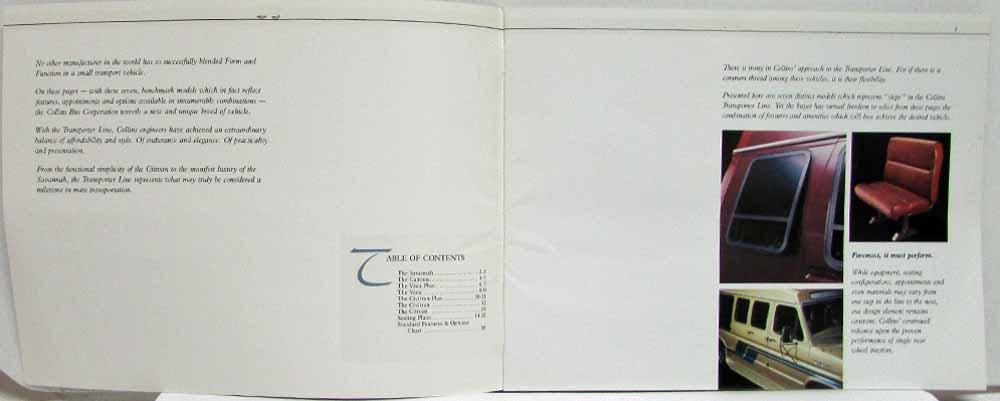 No other manufacturer in the world has so successfully blended Form and
Function in a small transport vehicle.
On these pages — with these seven, benchmark models which in fact reflect
features, appointments and options available in innumerable combinations —
the Collins Bus Corporation unveils a new and unique breed of vehicle.
With the Transporter Line, Collins engineers have achieved an extraordinary
balance of affordability and style. Of endurance and elegance. Of practicality
and presentation.
From the functional simplicity of the Citivan to the manifest luxury of the
Savannah, the Transporter Line represents what may truly be considered a
milestone in mass transportation.
TABLE OF CONTENTS
The Savannah
The
The Vista Plus
The Vista
The Civitran Plus 10-11
The Civitran 12
The Citivan 13
Seating Plans
Standard Features & Options
Chart
1
There is irony in Collins' approach to the Transporter Line. For if there is a
common thread among these vehicles, it is their flexibility.
Presented here are seven distinct models which represent "steps" in the Collins
Transporter Line. Yet the buyer has virtual freedom to select from these pages the
combination of features and amenities which will best achieve the desired vehicle.
Foremost, it must perform.
While equipment, seating
configurations, appointments and
even materials may vary from
one step in the line to the next,
one design element remains
constant. Collins' continued
reliance upon the proven
performance of single rear
wheel traction.